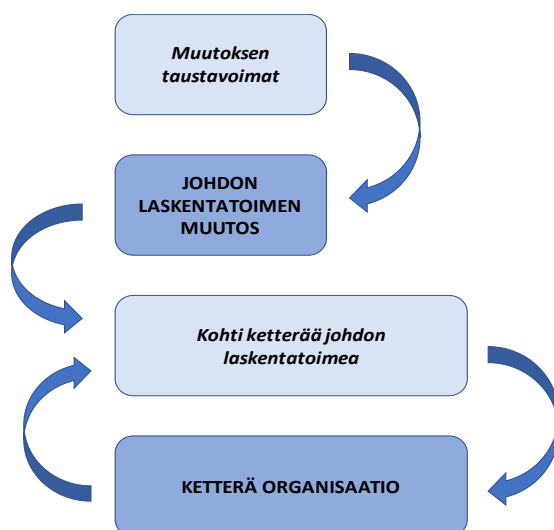 Muutoksen
taustavoimat
JOHDON
LASKENTATOIMEN
MUUTOS
Kohti ketterää johdon
laskentatoimea
KETTERÄ ORGANISAATIO